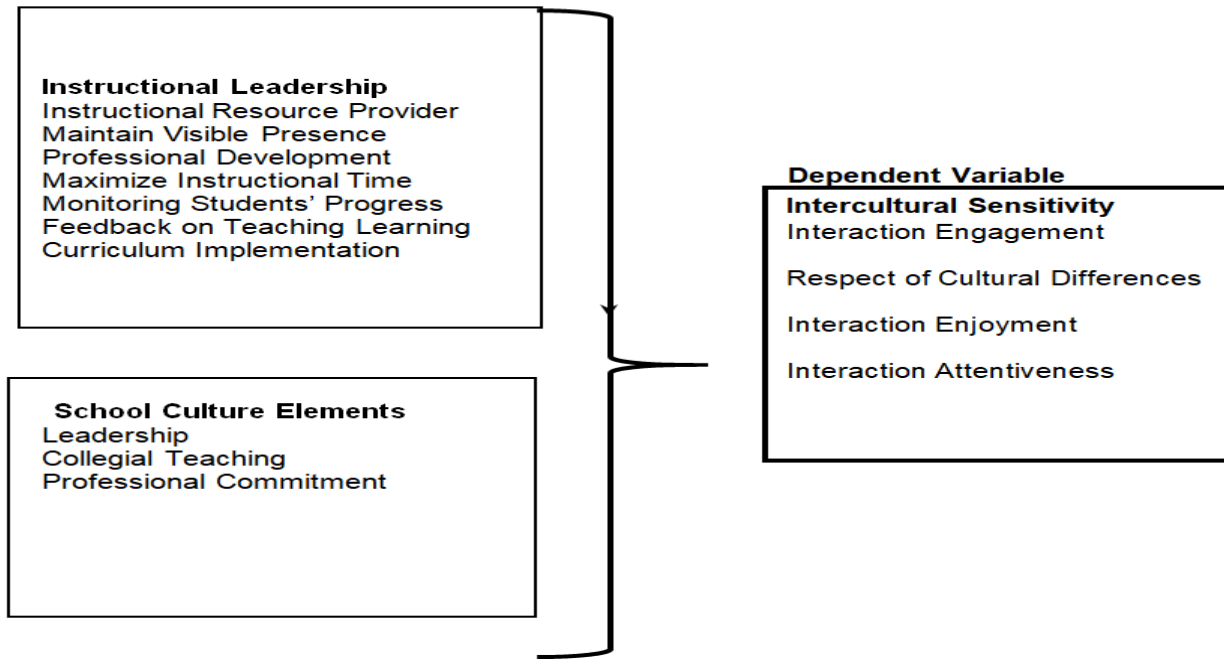 Instructional Leadership
Instructional Resource Provider
Maintain Visible Presence
Professional Development
Maximize Instructional Time
Monitoring Students’ Progress
Feedback on Teaching Learning
Curriculum Implementation
School Culture Elements
Leadership
Collegial Teaching
Professional Commitment
Dependent Variable
Intercultural Sensitivity
Interaction Engagement
Respect of Cultural Differences
Interaction Enjoyment
Interaction Attentiveness